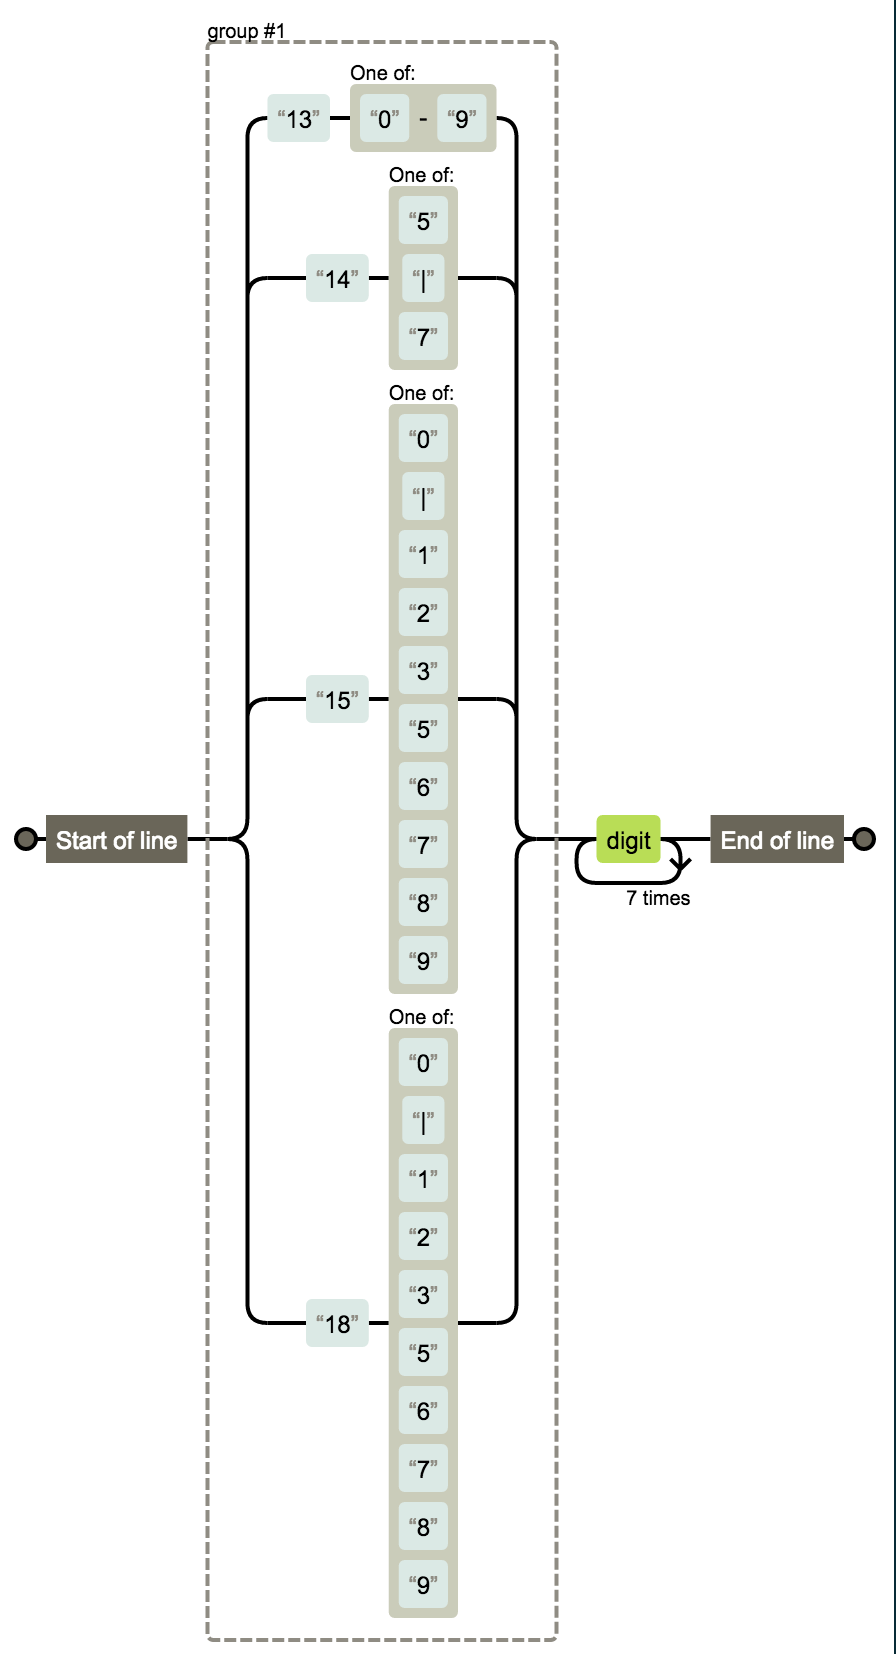 group #1
One of:
“13” “0” - “9”
One of:
“5”
“14” “|”
“7”
One of:
“0”
“|”
“1”
“2”
“3”
“15” “5”
“6”
“7”
“8”
“9”
Start of line
digit
End of line
7 times
One of:
“0”
“|”
“1”
“2”
“3”
“18” “5”
“6”
“7”
“8”
“9”